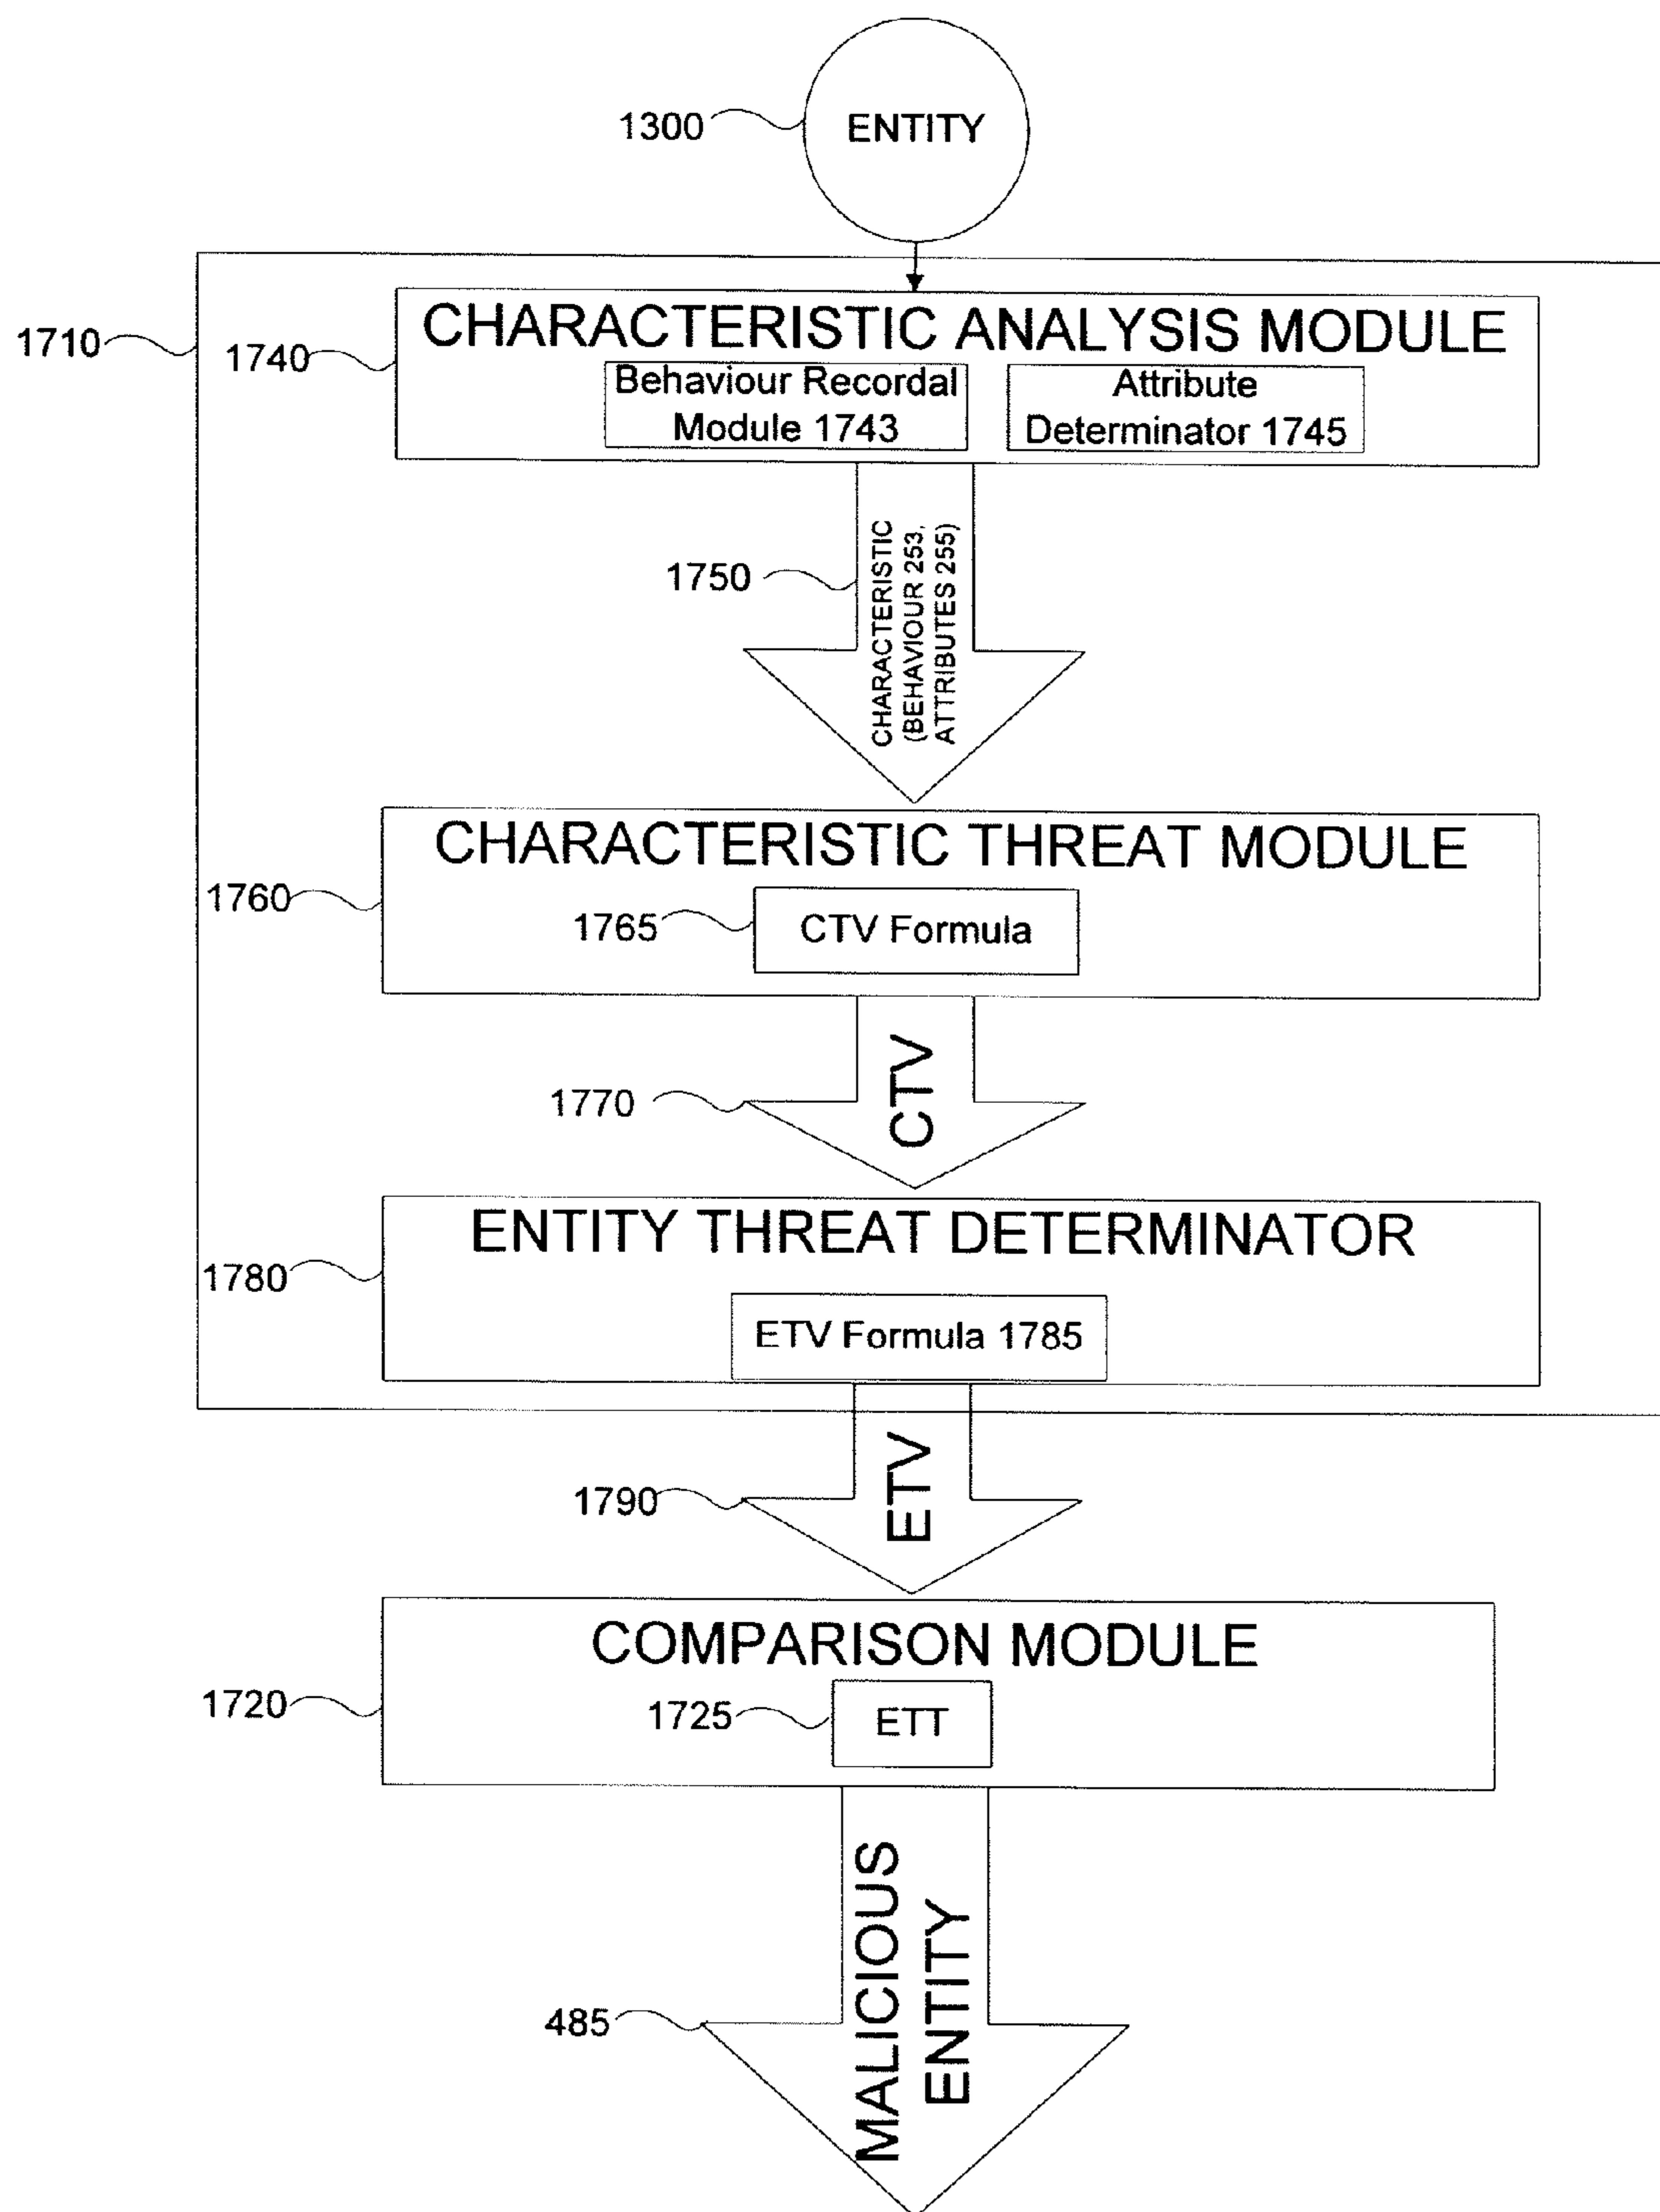 1300
ENTITY
1710
1740
CHARACTERISTIC ANALYSIS MODULE
Behaviour Recordal
Module 1743
Attribute
Determinator 1745
1750
CHARACTERISTIC
(BEHAVIOUR 253,
ATTRIBUTES 255)
CHARACTERISTIC THREAT MODULE
1760
1765
CTV Formula
CTV
1770
ENTITY THREAT DETERMINATOR
1780
ETV Formula 1785
ETV
1790
COMPARISON MODULE
1720
1725
ETT
MALICIOUS
ENTITY
485